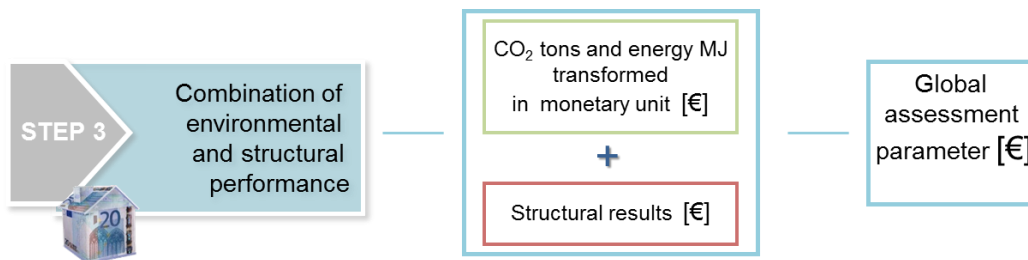 STEP 3
Combination of
environmental
and structural
performance
20
CO₂ tons and energy MJ
transformed
in monetary unit [€]
+
Structural results [€]
Global
assessment
parameter [€]